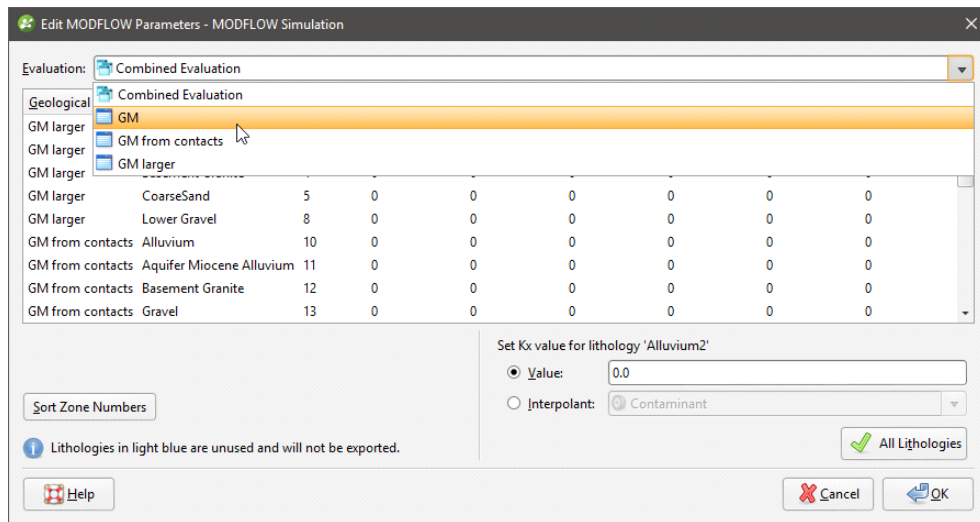 Edit MODFLOW Parameters - MODFLOW Simulation
Evaluation: Combined Evaluation
Combined Evaluation
GM
GM from contacts
GM larger
Geological
GM larger
GM larger
GM larger
GM larger CoarseSand 5 0 0 0 0 0 0
GM larger Lower Gravel 8 0 0 0 0 0 0
GM from contacts Alluvium 10 0 0 0 0 0 0
GM from contacts Aquifer Miocene Alluvium 11 0 0 0 0 0 0
GM from contacts Basement Granite 12 0 0 0 0 0 0
GM from contacts Gravel 13 0 0 0 0 0 0
Set Kx value for lithology 'Alluvium2'
Value: 0.0
Interpolant: Contaminant
Sort Zone Numbers
Lithologies in light blue are unused and will not be exported.
All Lithologies
Help
Cancel
OK